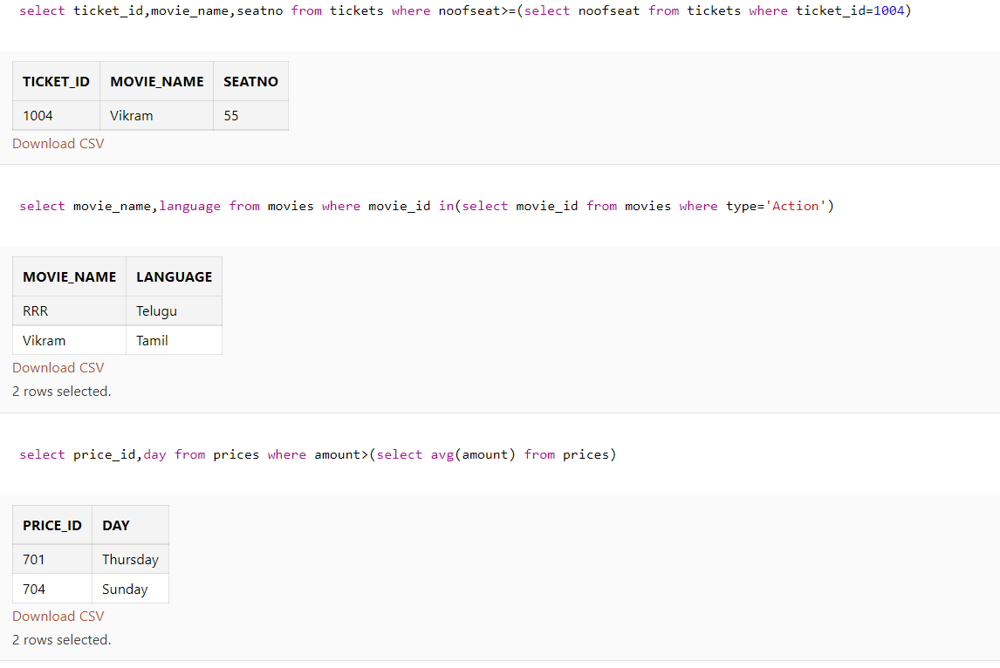 select ticket_id,movie_name,seatno from tickets where noofseat>=(select noofseat from tickets where ticket_id=1004)
TICKET_ID MOVIE_NAME SEATNO
1004 Vikram 55
Download CSV
select movie_name,language from movies where movie_id in(select movie_id from movies where type='Action')
MOVIE_NAME LANGUAGE
RRR Telugu
Vikram Tamil
Download CSV
2 rows selected.
select price_id,day from prices where amount>(select avg(amount) from prices)
PRICE_ID DAY
701 Thursday
704 Sunday
Download CSV
2 rows selected.